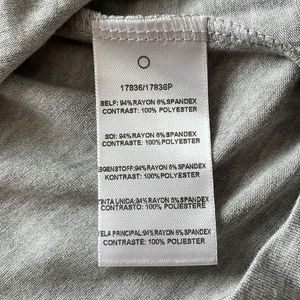 17836/17836P
SELF: 94%RAYON 6%SPANDEX
CONTRAST: 100% POLYESTER
SOI: 94%RAYON 6%SPANDEX
CONTRASTE: 100% POLYESTER
EGENSTOFF:94%RAYON 6%SPANDEX
KONTRAST: 100% POLYESTER
TINTA UNIDA:94%RAYON 6%SPANDEX
CONTRASTO: 100% POLIESTERE
TELA PRINCIPAL:94%RAYON 6%SPANDEX
CONTRASTE: 100% POLIESTER